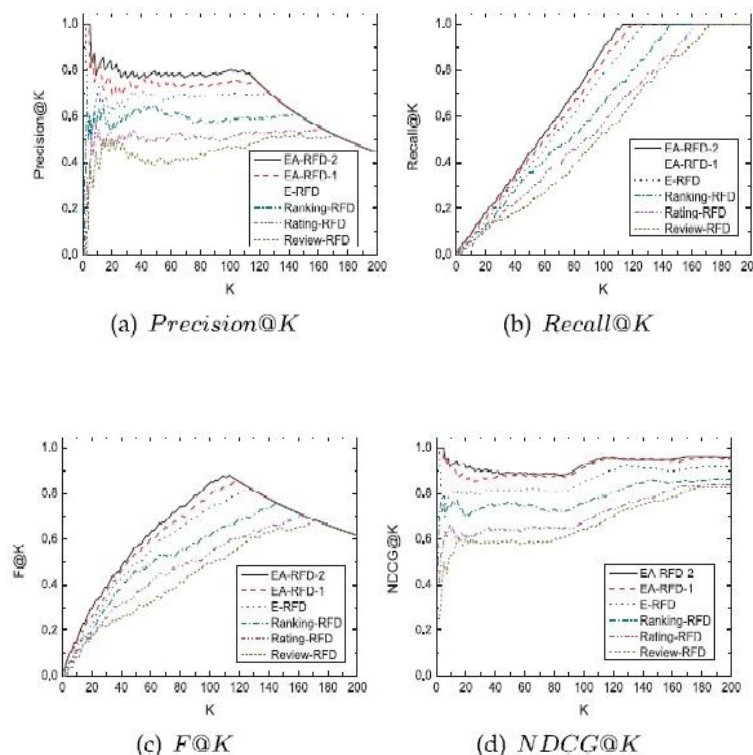 1.0
0.8
0.6
0.4
0.2
0.0
Precision@K
EA-RFD-2
EA-RFD-1
E-RFD
Ranking-RFD
Rating-RFD
Review-RFD
0 20 40 60 80 100 120 140 160 180 200
K
(a) Precision@K
1.0
0.8
0.6
0.4
0.2
0.0
Recall@K
EA-RFD-2
EA-RFD-1
E-RFD
Ranking-RFD
Rating-RFD
Review-RFD
0 20 40 60 80 100 120 140 160 180 200
K
(b) Recall@K
1.0
0.8
0.6
0.4
0.2
0.0
F@K
EA-RFD-2
EA-RFD-1
E-RFD
Ranking-RFD
Rating-RFD
Review-RFD
0 20 40 60 80 100 120 140 160 180 200
K
(c) F@K
1.0
0.8
0.6
0.4
0.2
0.0
NDCG@K
EA-RFD-2
EA-RFD-1
E-RFD
Ranking-RFD
Rating-RFD
Review-RFD
0 20 40 60 80 100 120 140 160 180 200
K
(d) NDCG@K